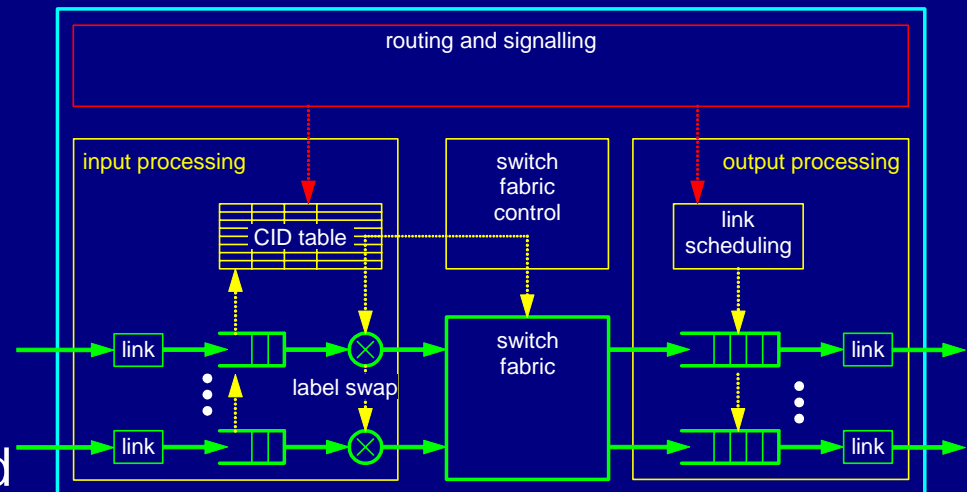 routing and signalling
input processing
switch
fabric
control
output processing
CID table
link
scheduling
link
switch
fabric
link
label swap
link
d
link